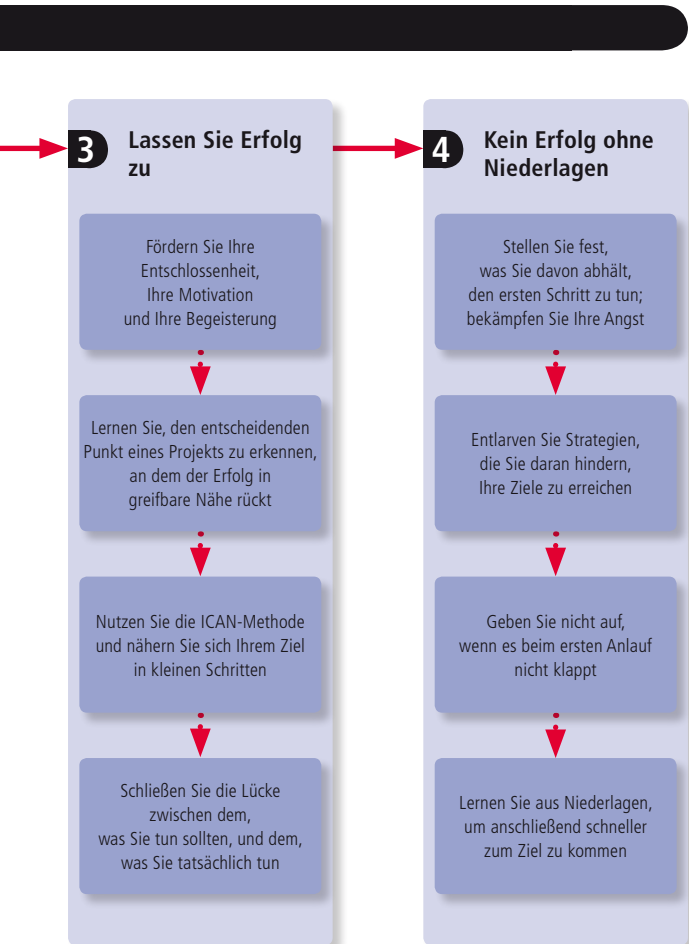 3
Lassen Sie Erfolg
zu
Fördern Sie Ihre
Entschlossenheit,
Ihre Motivation
und Ihre Begeisterung
Lernen Sie, den entscheidenden
Punkt eines Projekts zu erkennen,
an dem der Erfolg in
greifbare Nähe rückt
Nutzen Sie die ICAN-Methode
und nähern Sie sich Ihrem Ziel
in kleinen Schritten
Schließen Sie die Lücke
zwischen dem,
was Sie tun sollten, und dem,
was Sie tatsächlich tun
4
Kein Erfolg ohne
Niederlagen
Stellen Sie fest,
was Sie davon abhält,
den ersten Schritt zu tun;
bekämpfen Sie Ihre Angst
Entlarven Sie Strategien,
die Sie daran hindern,
Ihre Ziele zu erreichen
Geben Sie nicht auf,
wenn es beim ersten Anlauf
nicht klappt
Lernen Sie aus Niederlagen,
um anschließend schneller
zum Ziel zu kommen